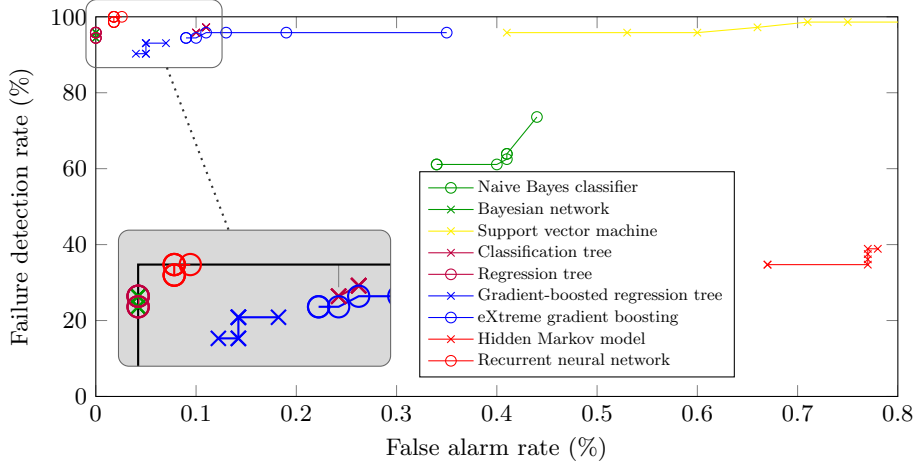 100
80
60
40
20
0
Failure detection rate (%)
Naive Bayes classifier
Bayesian network
Support vector machine
Classification tree
Regression tree
Gradient-boosted regression tree
eXtreme gradient boosting
Hidden Markov model
Recurrent neural network
0
0.1
0.2
0.3
0.4
0.5
0.6
0.7
0.8
False alarm rate (%)